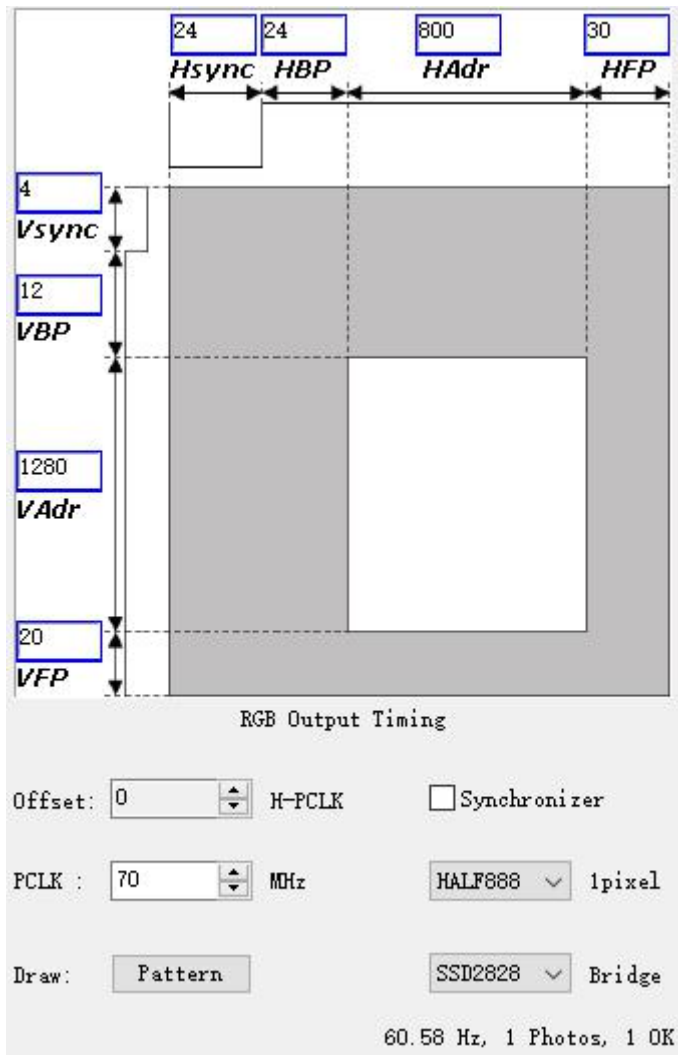 24 24 800 30
Hsync HBP HAdr HFP
4
Vsync
12
VBP
1280
VAdr
20
VFP
RGB Output Timing
Offset: 0 H-PCLK Synchronizer
PCLK : 70 MHz HALF888 1pixel
Draw: Pattern SSD2828 Bridge
60.58 Hz, 1 Photos, 1 OK